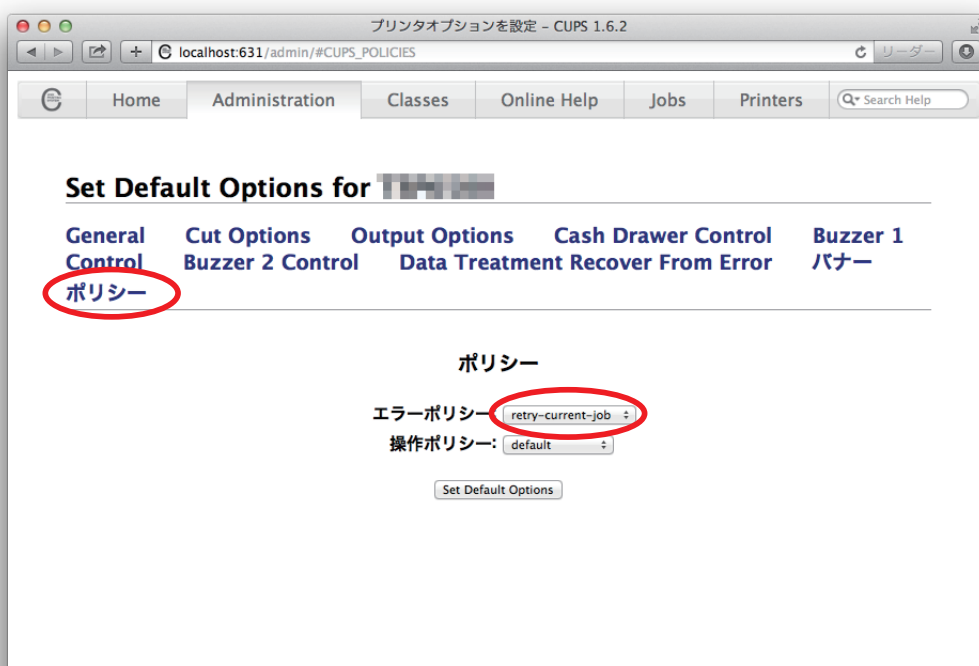 プリンタオプションを設定 – CUPS 1.6.2
localhost:631/admin/#CUPS_POLICIES
リーダー
Home Administration Classes Online Help Jobs Printers Search Help
Set Default Options for
General Cut Options Output Options Cash Drawer Control Buzzer 1
Control Buzzer 2 Control Data Treatment Recover From Error バナー
ポリシー
ポリシー
エラーポリシー: retry-current-job
操作ポリシー: default
Set Default Options